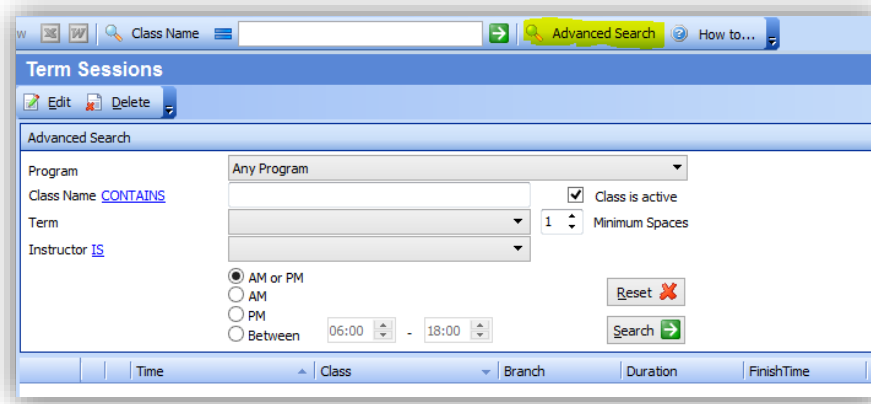 w Class Name Advanced Search How to...
Term Sessions
Edit Delete
Advanced Search
Program Any Program
Class Name CONTAINS Class is active
Term 1 Minimum Spaces
Instructor IS
AM or PM
AM Reset
PM
Between 06:00 - 18:00 Search
Time Class Branch Duration FinishTime